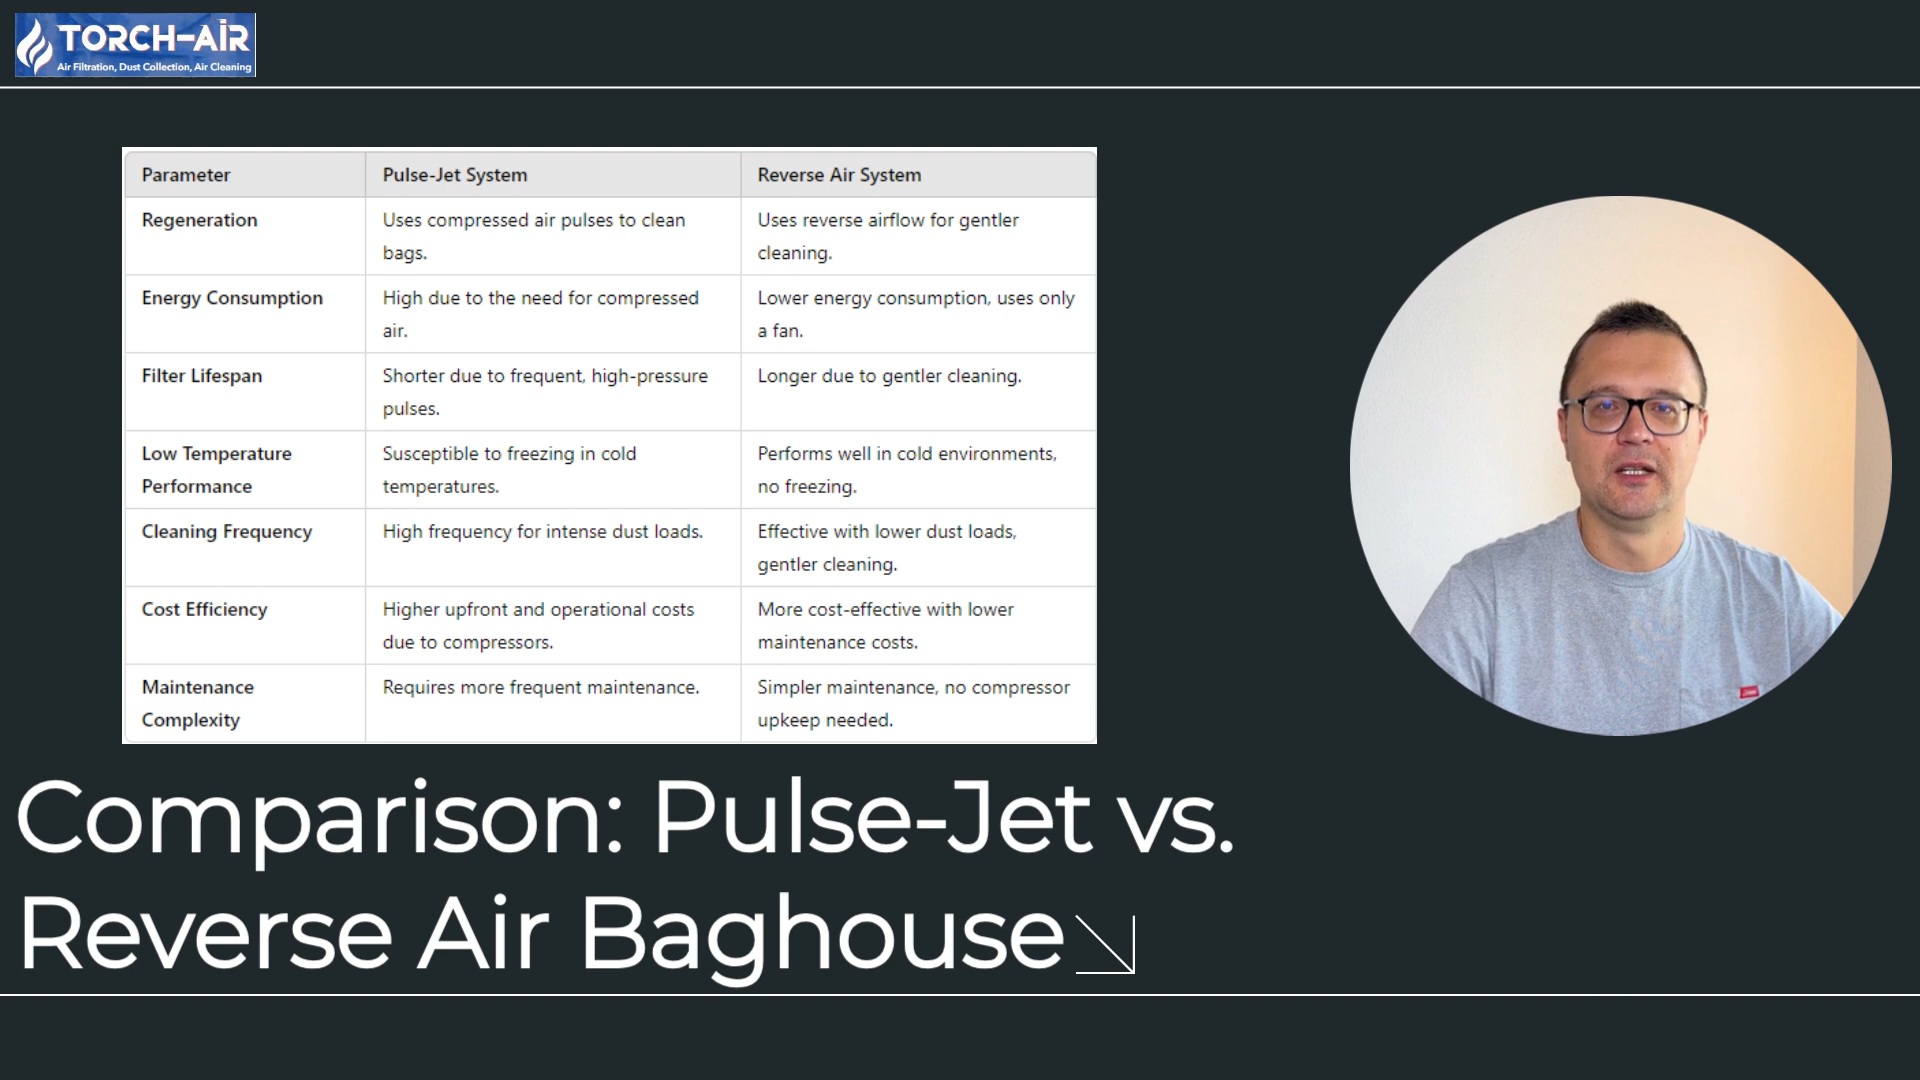 TORCH-AIR
Air Filtration, Dust Collection, Air Cleaning
Parameter Pulse-Jet System Reverse Air System
Regeneration Uses compressed air pulses to clean Uses reverse airflow for gentler
bags. cleaning.
Energy Consumption High due to the need for compressed Lower energy consumption, uses only
air. a fan.
Filter Lifespan Shorter due to frequent, high-pressure Longer due to gentler cleaning.
pulses.
Low Temperature Susceptible to freezing in cold Performs well in cold environments,
Performance temperatures. no freezing.
Cleaning Frequency High frequency for intense dust loads. Effective with lower dust loads,
gentler cleaning.
Cost Efficiency Higher upfront and operational costs More cost-effective with lower
due to compressors. maintenance costs.
Maintenance Requires more frequent maintenance. Simpler maintenance, no compressor
Complexity upkeep needed.
Comparison: Pulse-Jet vs.
Reverse Air Baghouse